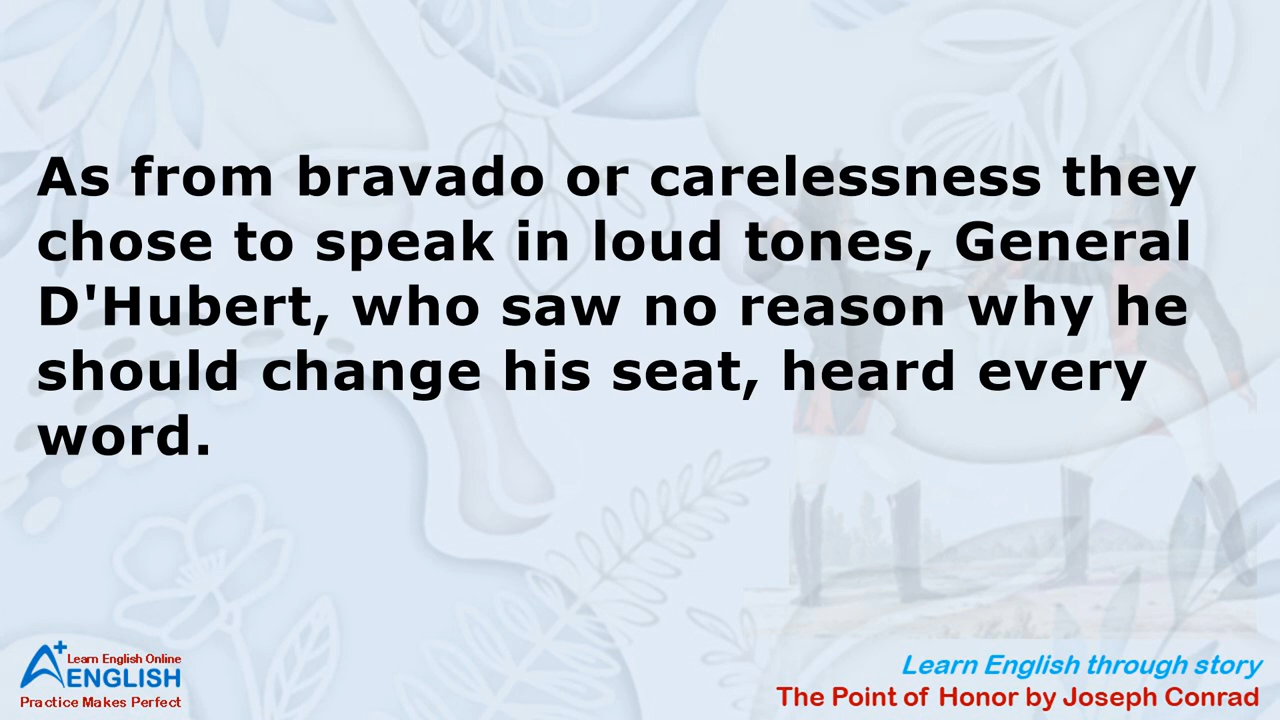 As from bravado or carelessness they
chose to speak in loud tones, General
D'Hubert, who saw no reason why he
should change his seat, heard every
word.
A+ Learn English Online
ENGLISH
Practice Makes Perfect
Learn English through story
The Point of Honor by Joseph Conrad